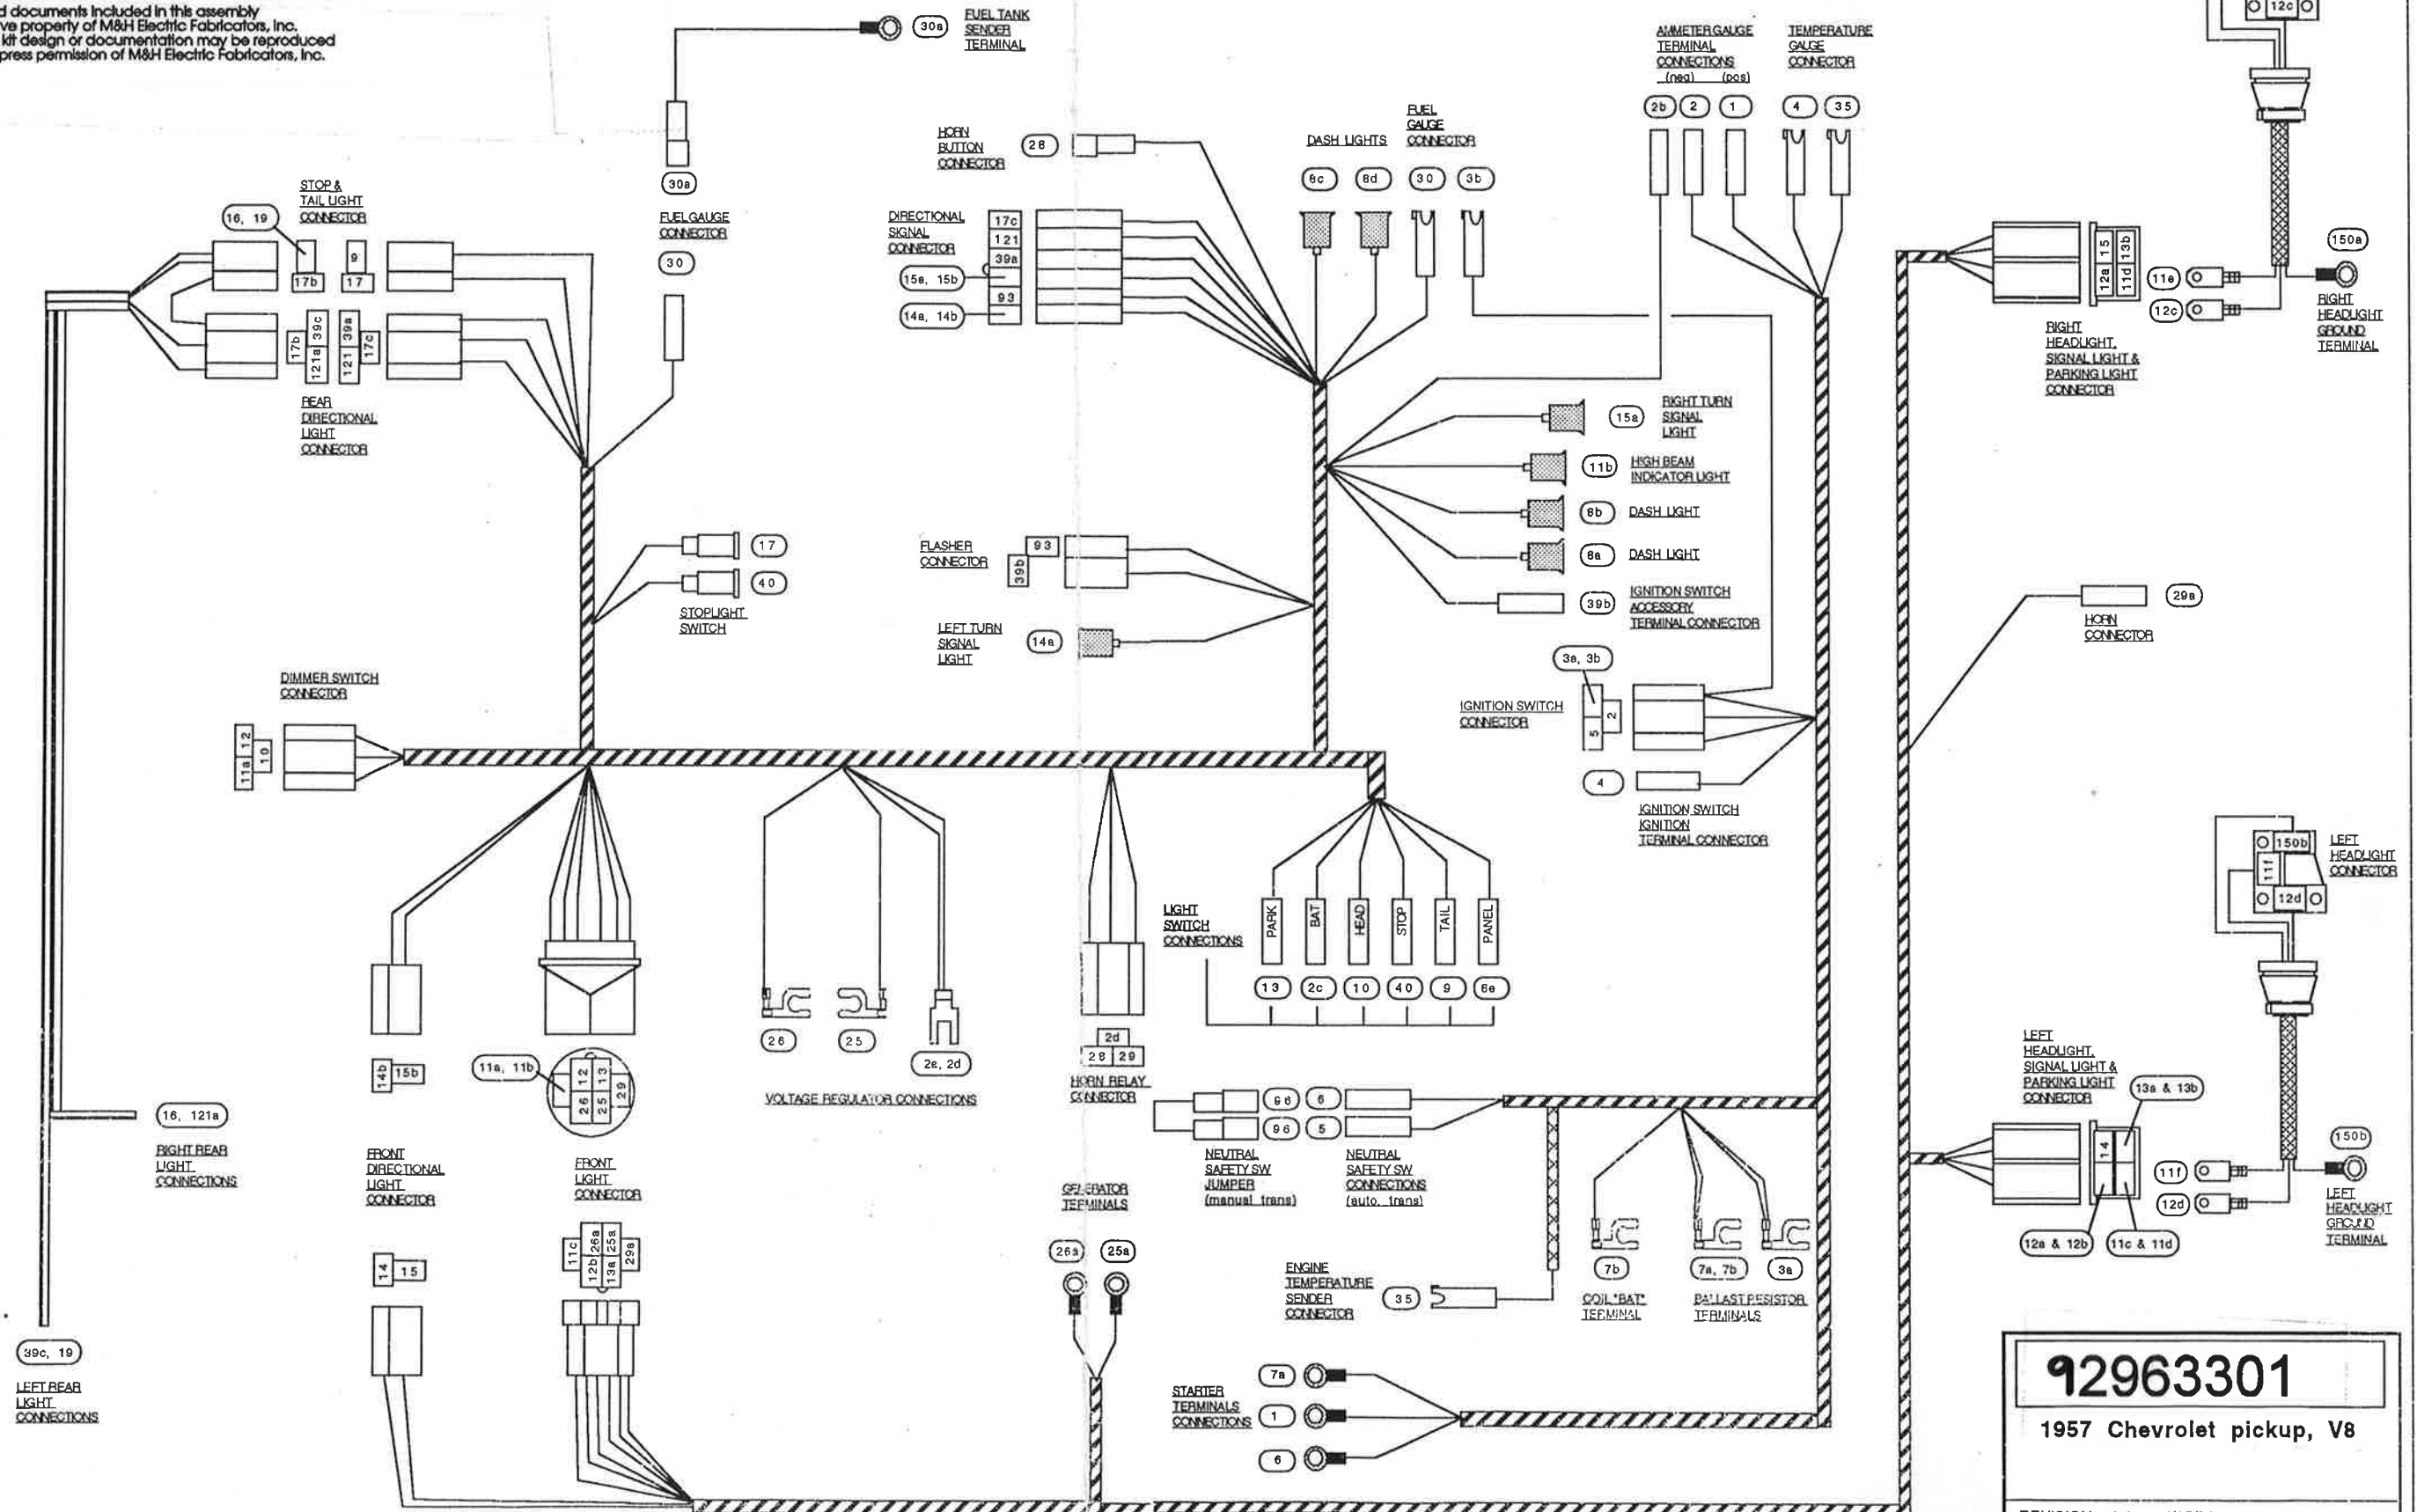 d documents included in this assembly
ve property of M&H Electric Fabricators, Inc.
kit design or documentation may be reproduced
press permission of M&H Electric Fabricators, Inc.
30a
FUEL TANK
SENDER
TERMINAL
30a
FUEL GAUGE
CONNECTOR
30
STOP &
TAIL LIGHT
CONNECTOR
16, 19
17b
9
17
17b
121a
39c
121
39a
17c
REAR
DIRECTIONAL
LIGHT
CONNECTOR
HORN
BUTTON
CONNECTOR
28
DIRECTIONAL
SIGNAL
CONNECTOR
17c
121
39a
15a, 15b
93
14a, 14b
DASH LIGHTS
8c
8d
FUEL
GAUGE
CONNECTOR
30
3b
AMMETER GAUGE
TERMINAL
CONNECTIONS
(neg) (pos)
2b
2
1
TEMPERATURE
GAUGE
CONNECTOR
4
35
12c
15
13b
12a
11d
RIGHT
HEADLIGHT,
SIGNAL LIGHT &
PARKING LIGHT
CONNECTOR
11e
12c
150a
RIGHT
HEADLIGHT
GROUND
TERMINAL
15a
RIGHT TURN
SIGNAL
LIGHT
11b
HIGH BEAM
INDICATOR LIGHT
8b
DASH LIGHT
8a
DASH LIGHT
39b
IGNITION SWITCH
ACCESSORY
TERMINAL CONNECTOR
17
40
STOPLIGHT
SWITCH
FLASHER
CONNECTOR
93
39b
LEFT TURN
SIGNAL
LIGHT
14a
29a
HORN
CONNECTOR
DIMMER SWITCH
CONNECTOR
12
11a
10
3a, 3b
IGNITION SWITCH
CONNECTOR
2
5
4
IGNITION SWITCH
IGNITION
TERMINAL CONNECTOR
150b
11f
12d
LEFT
HEADLIGHT
CONNECTOR
LIGHT
SWITCH
CONNECTIONS
PARK
BAT
HEAD
STOP
TAIL
PANEL
13
2c
10
40
9
8e
26
25
2e, 2d
VOLTAGE REGULATOR CONNECTIONS
2d
28
29
HORN RELAY
CONNECTOR
14b
15b
11a, 11b
12
13
26
25
29
FRONT
DIRECTIONAL
LIGHT
CONNECTOR
FRONT
LIGHT
CONNECTOR
16, 121a
RIGHT REAR
LIGHT
CONNECTIONS
96
6
96
5
NEUTRAL
SAFETY SW
JUMPER
(manual trans)
NEUTRAL
SAFETY SW
CONNECTIONS
(auto. trans)
LEFT
HEADLIGHT,
SIGNAL LIGHT &
PARKING LIGHT
CONNECTOR
13a & 13b
14
12a & 12b
11c & 11d
11f
12d
150b
LEFT
HEADLIGHT
GROUND
TERMINAL
GENERATOR
TERMINALS
26a
25a
14
15
11c
12b
26a
13a
25a
29a
ENGINE
TEMPERATURE
SENDER
CONNECTOR
35
7b
COIL "BAT"
TERMINAL
7a, 7b
3a
BALLAST RESISTOR
TERMINALS
39c, 19
LEFT REAR
LIGHT
CONNECTIONS
STARTER
TERMINALS
CONNECTIONS
7a
1
6
92963301
1957 Chevrolet pickup, V8